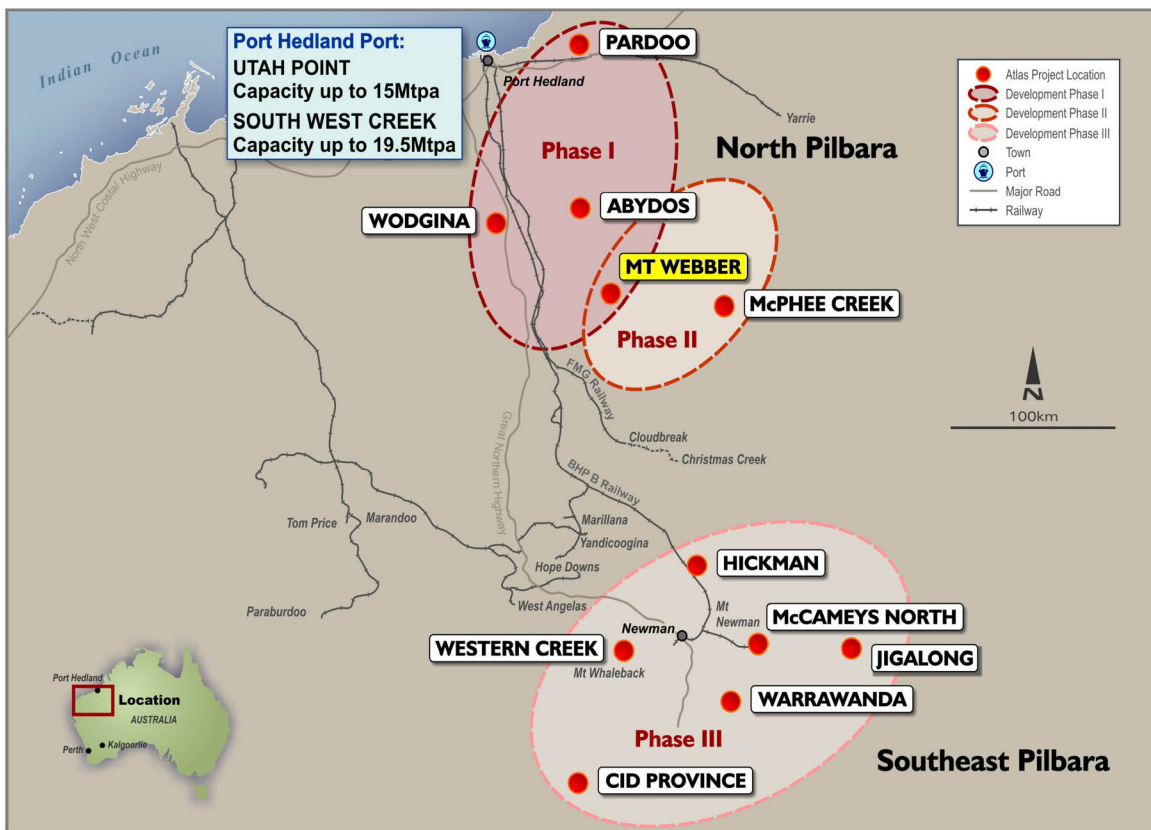 Indian Ocean
Port Hedland Port:
UTAH POINT
Capacity up to 15Mtpa
SOUTH WEST CREEK
Capacity up to 19.5Mtpa
PARDOO
Port Hedland
Yarrie
Atlas Project Location
Development Phase I
Development Phase II
Development Phase III
Town
Port
Major Road
Railway
North West Costal Highway
Phase I
North Pilbara
WODGINA
ABYDOS
MT WEBBER
McPHEE CREEK
Phase II
N
100km
FMG Railway
Cloudbreak
Christmas Creek
Great Northern Highway
BHP B Railway
Tom Price
Marandoo
Marillana
Yandicoogina
Hope Downs
West Angelas
Paraburdoo
HICKMAN
Mt
Newman
McCAMEYS NORTH
Newman
WESTERN CREEK
Mt Whaleback
JIGALONG
WARRAWANDA
Phase III
Southeast Pilbara
CID PROVINCE
Port Hedland
Location
AUSTRALIA
Perth
Kalgoorlie